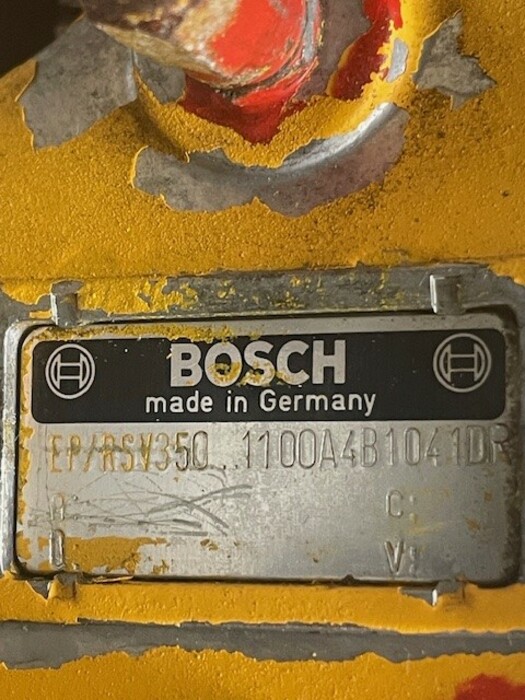 BOSCH
made in Germany
EP/RSV350...1100A4B1041DR
A: C:
D: V: